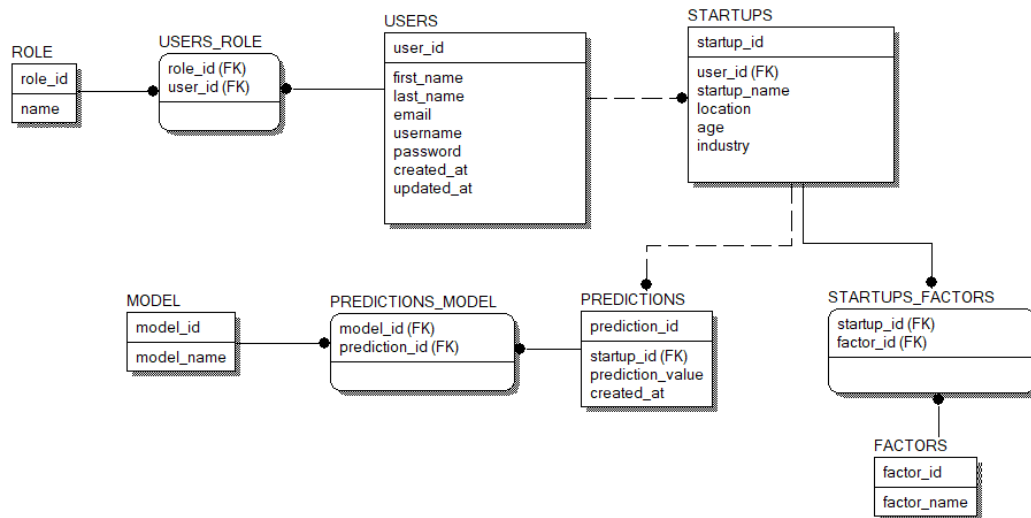 ROLE
role_id
name
USERS_ROLE
role_id (FK)
user_id (FK)
USERS
user_id
first_name
last_name
email
username
password
created_at
updated_at
STARTUPS
startup_id
user_id (FK)
startup_name
location
age
industry
MODEL
model_id
model_name
PREDICTIONS_MODEL
model_id (FK)
prediction_id (FK)
PREDICTIONS
prediction_id
startup_id (FK)
prediction_value
created_at
STARTUPS_FACTORS
startup_id (FK)
factor_id (FK)
FACTORS
factor_id
factor_name